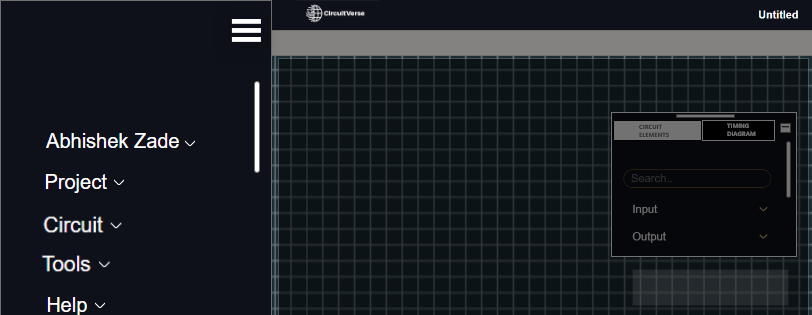 CircuitVerse
Untitled
Abhishek Zade
Project
Circuit
Tools
Help
CIRCUIT
ELEMENTS
TIMING
DIAGRAM
Search..
Input
Output